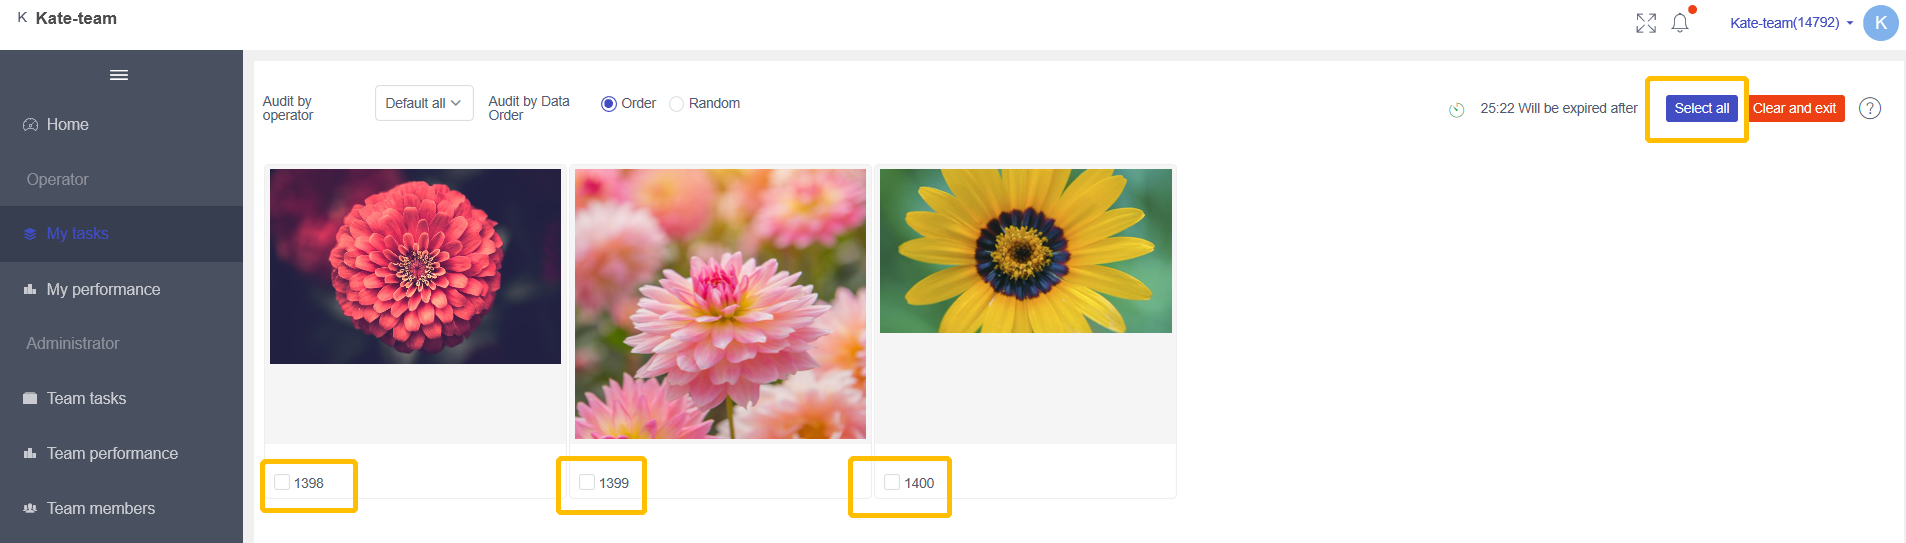 K Kate-team
Kate-team(14792)
K
Home
Operator
My tasks
My performance
Administrator
Team tasks
Team performance
Team members
Audit by
operator
Default all
Audit by Data
Order
Order
Random
25:22 Will be expired after
Select all
Clear and exit
?
1398
1399
1400